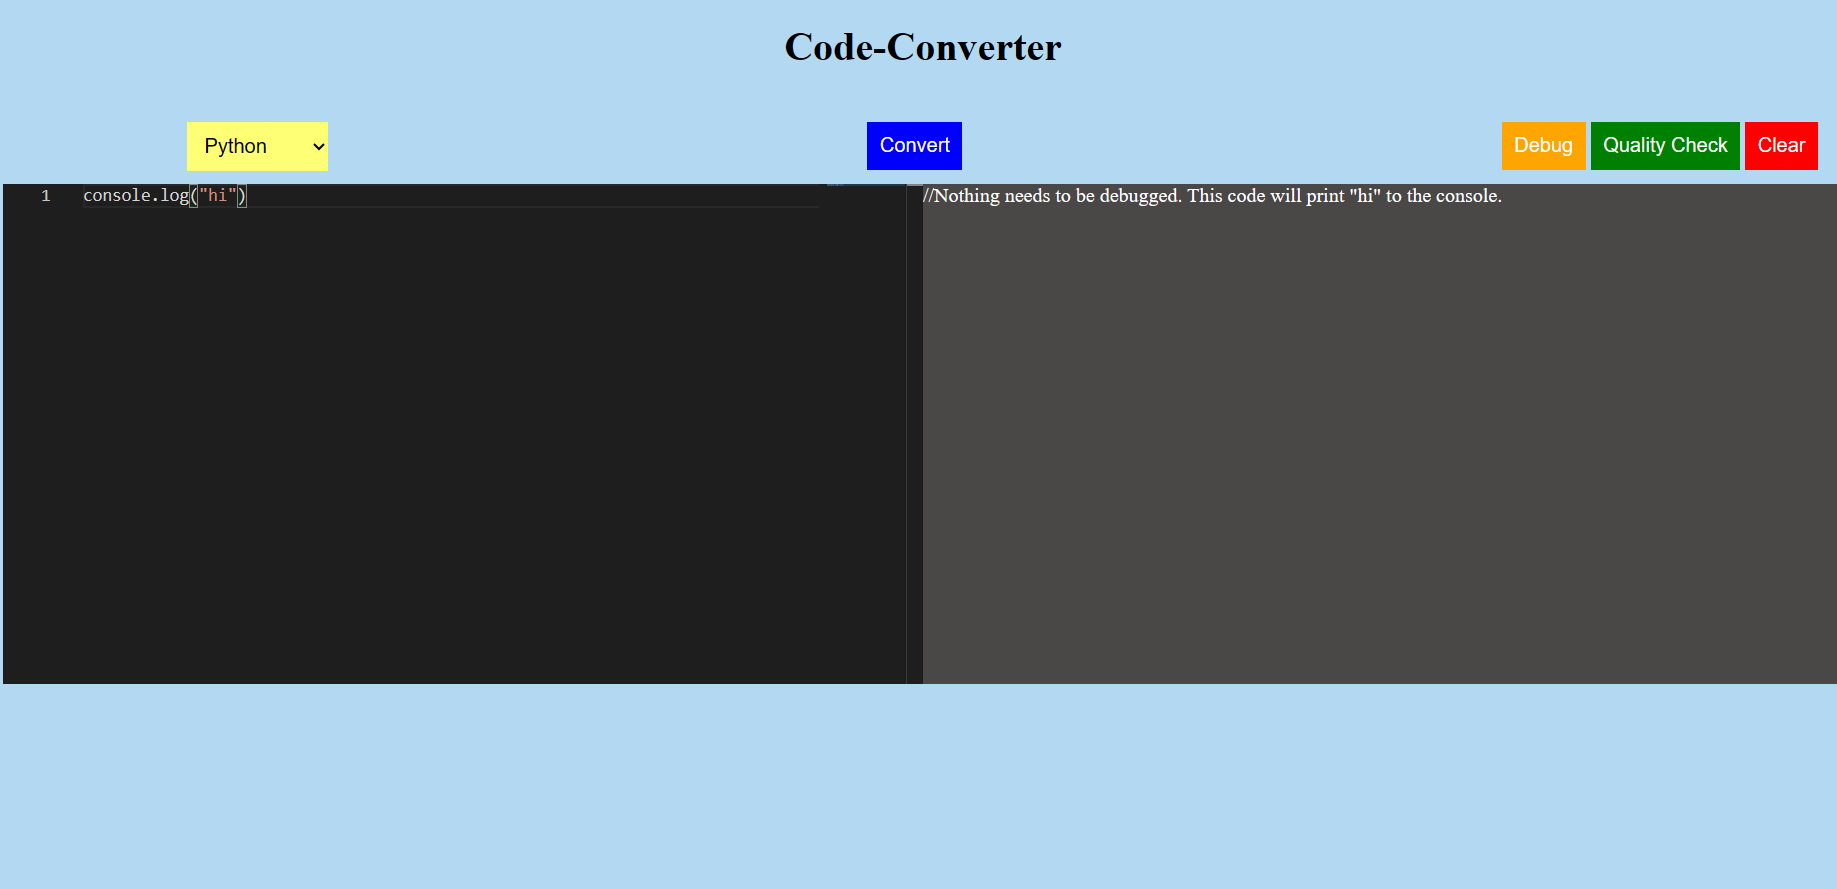 Code-Converter
Python
Convert
Debug
Quality Check
Clear
1 console.log("hi")
//Nothing needs to be debugged. This code will print "hi" to the console.